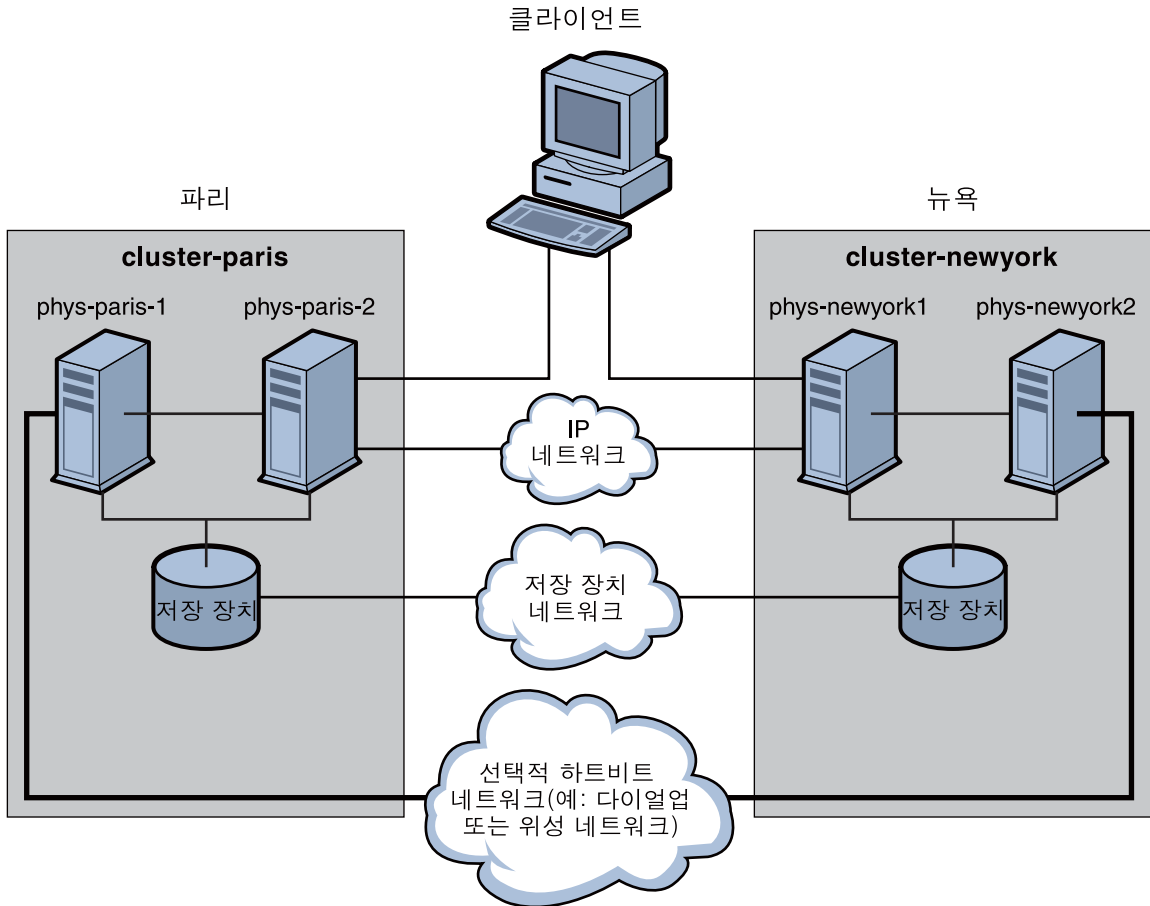 클라이언트
파리
뉴욕
cluster-paris
cluster-newyork
phys-paris-1
phys-paris-2
phys-newyork1
phys-newyork2
IP
네트워크
저장 장치
저장 장치
네트워크
저장 장치
선택적 하트비트
네트워크(예: 다이얼업
또는 위성 네트워크)